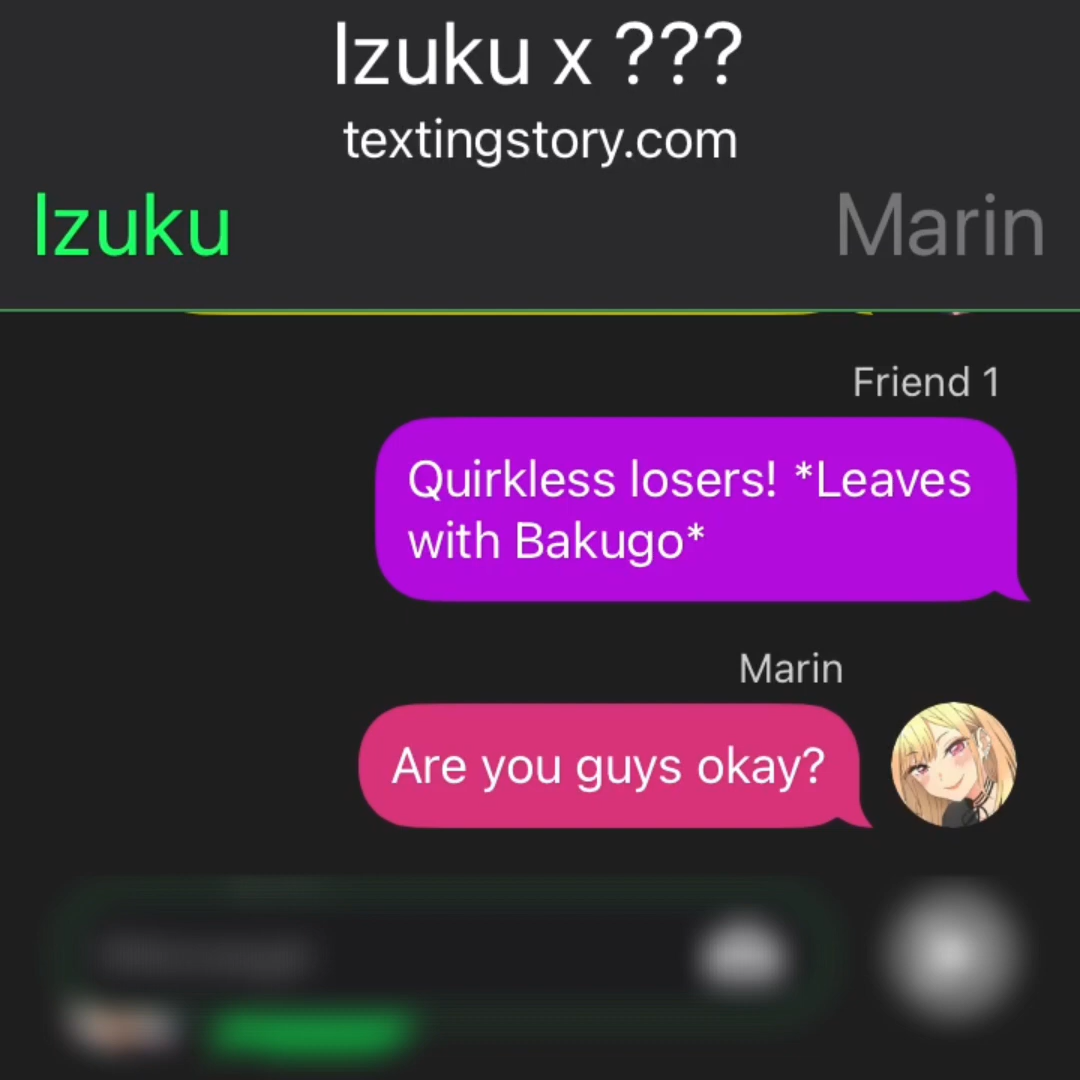 Izuku x ???
textingstory.com
Izuku
Marin
Friend 1
Quirkless losers! *Leaves
with Bakugo*
Marin
Are you guys okay?